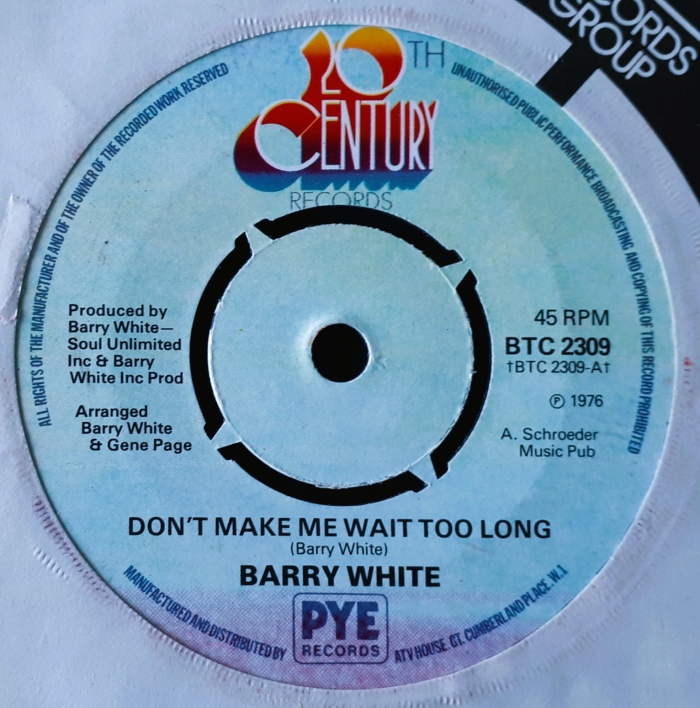 ORDS
GROUP
20TH
CENTURY
RECORDS
ALL RIGHTS OF THE MANUFACTURER AND OF THE OWNER OF THE RECORDED WORK RESERVED
UNAUTHORISED PUBLIC PERFORMANCE BROADCASTING AND COPYING OF THIS RECORD PROHIBITED
Produced by
Barry White—
Soul Unlimited
Inc & Barry
White Inc Prod
Arranged
Barry White
& Gene Page
45 RPM
BTC 2309
†BTC 2309-A†
℗ 1976
A. Schroeder
Music Pub
DON'T MAKE ME WAIT TOO LONG
(Barry White)
BARRY WHITE
MANUFACTURED AND DISTRIBUTED BY
PYE
RECORDS
ATV HOUSE. GT. CUMBERLAND PLACE. W.1